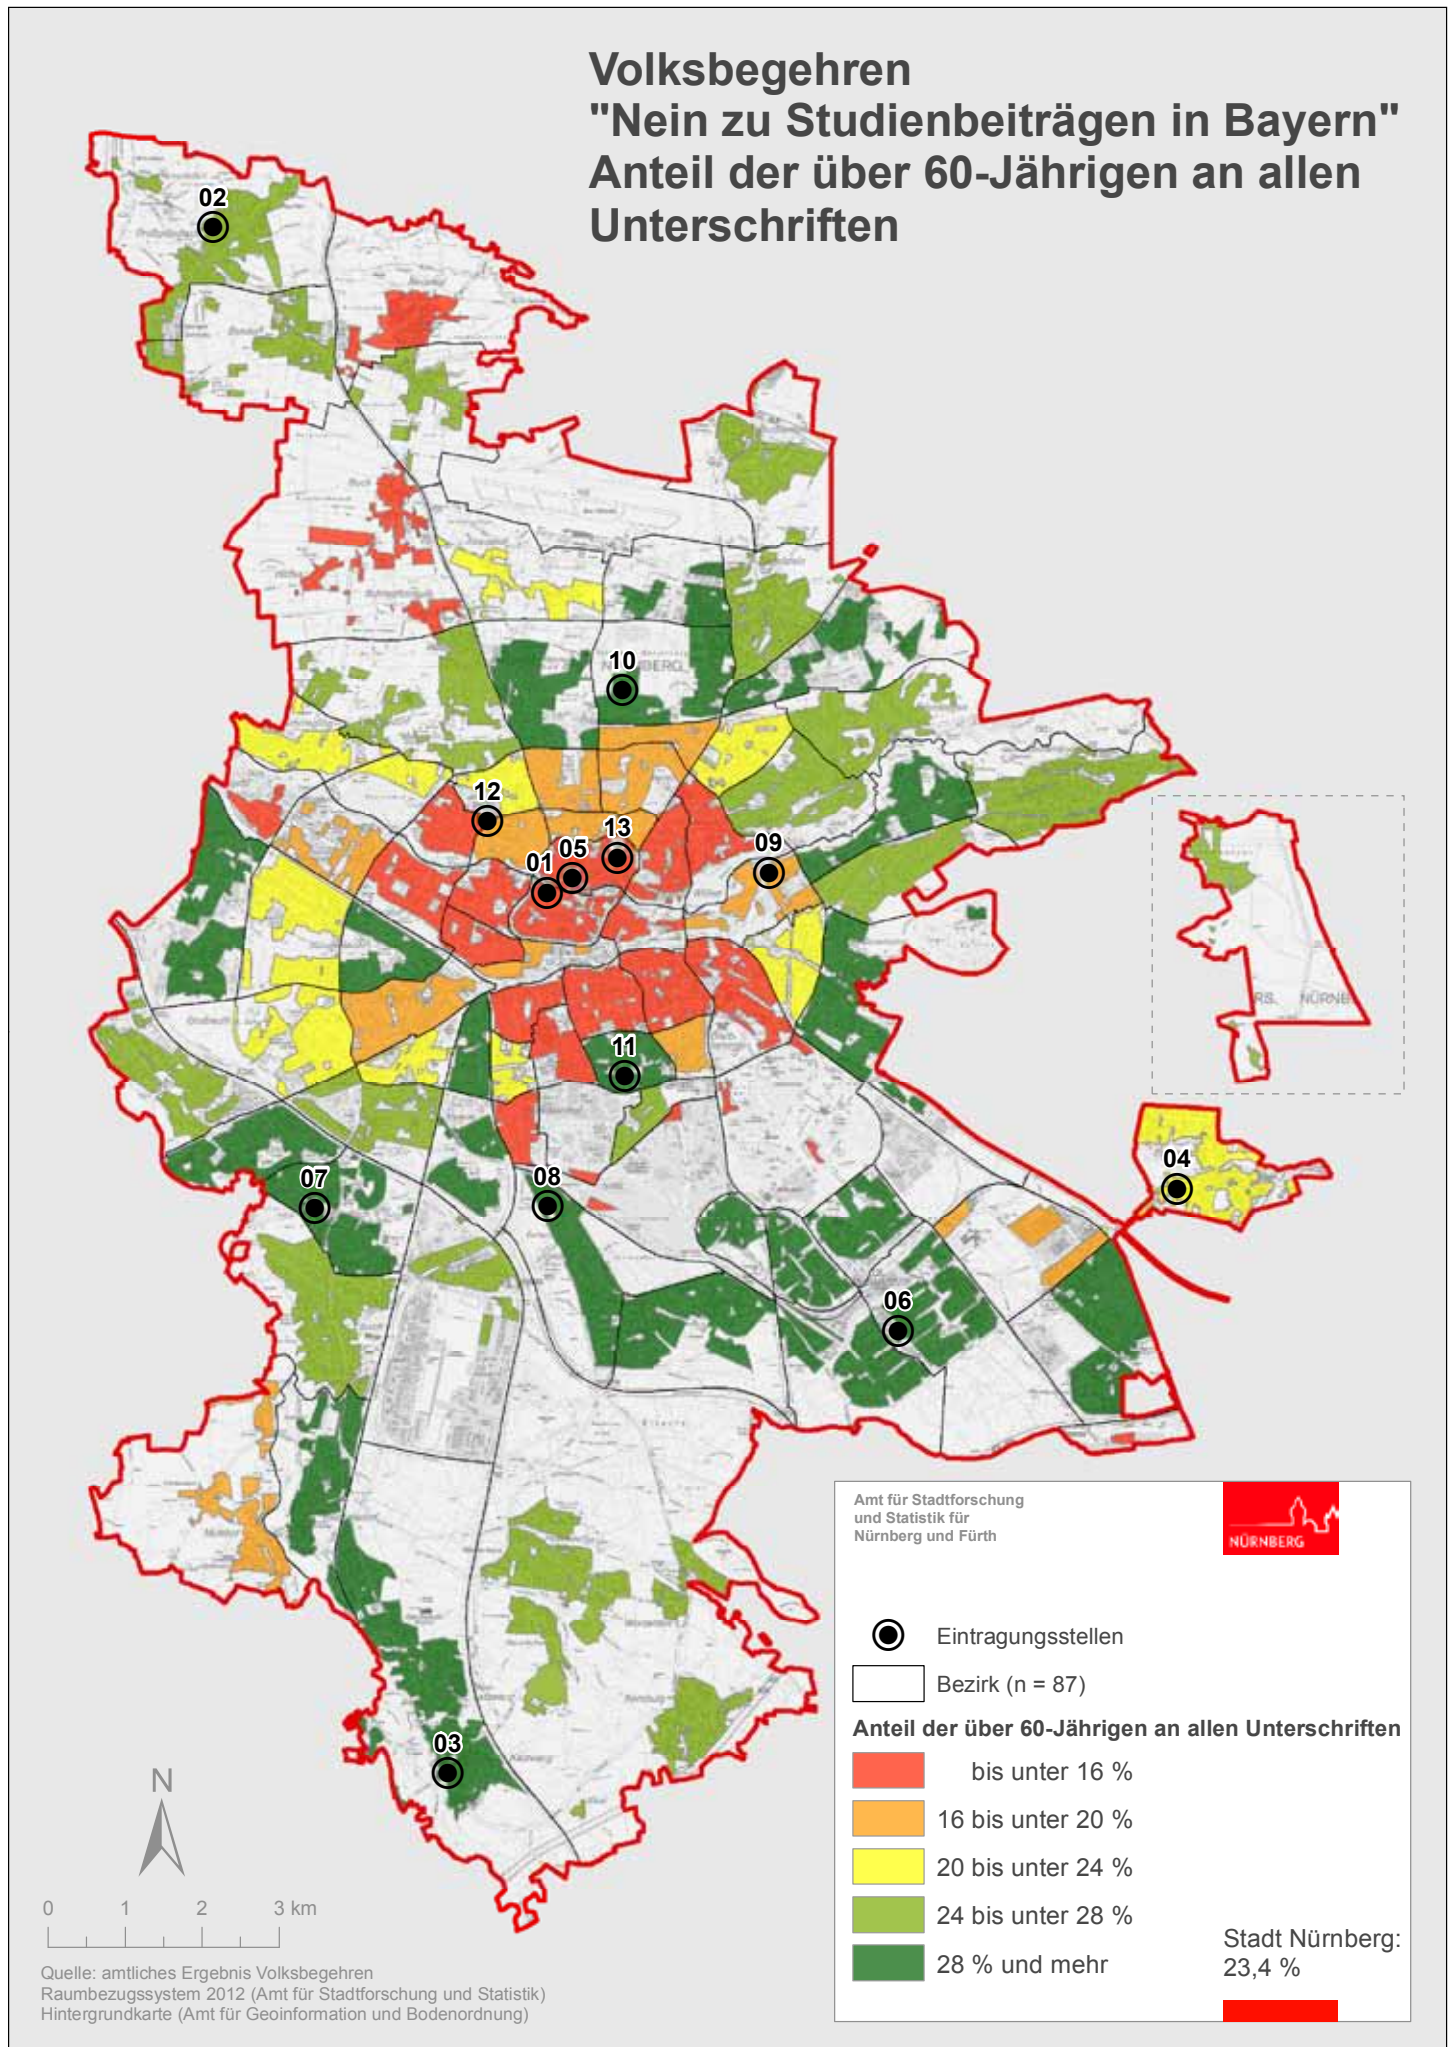 Volksbegehren
"Nein zu Studienbeiträgen in Bayern"
Anteil der über 60-Jährigen an allen
Unterschriften
02
10
12
13
05
01
09
11
04
07
08
06
03
RS. NÜRNB
Amt für Stadtforschung
und Statistik für
Nürnberg und Fürth
NÜRNBERG
Eintragungsstellen
Bezirk (n = 87)
Anteil der über 60-Jährigen an allen Unterschriften
bis unter 16 %
16 bis unter 20 %
20 bis unter 24 %
24 bis unter 28 %
28 % und mehr
Stadt Nürnberg:
23,4 %
N
0 1 2 3 km
Quelle: amtliches Ergebnis Volksbegehren
Raumbezugssystem 2012 (Amt für Stadtforschung und Statistik)
Hintergrundkarte (Amt für Geoinformation und Bodenordnung)